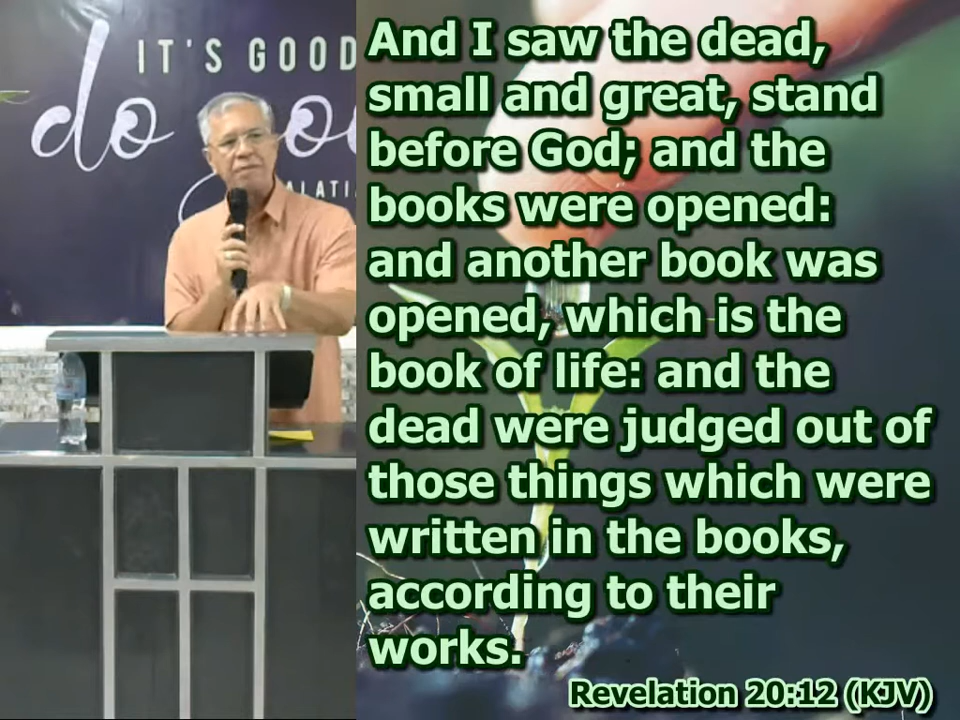 IT'S GOOD
do
ALATI
And I saw the dead,
small and great, stand
before God; and the
books were opened:
and another book was
opened, which is the
book of life: and the
dead were judged out of
those things which were
written in the books,
according to their
works.
Revelation 20:12 (KJV)